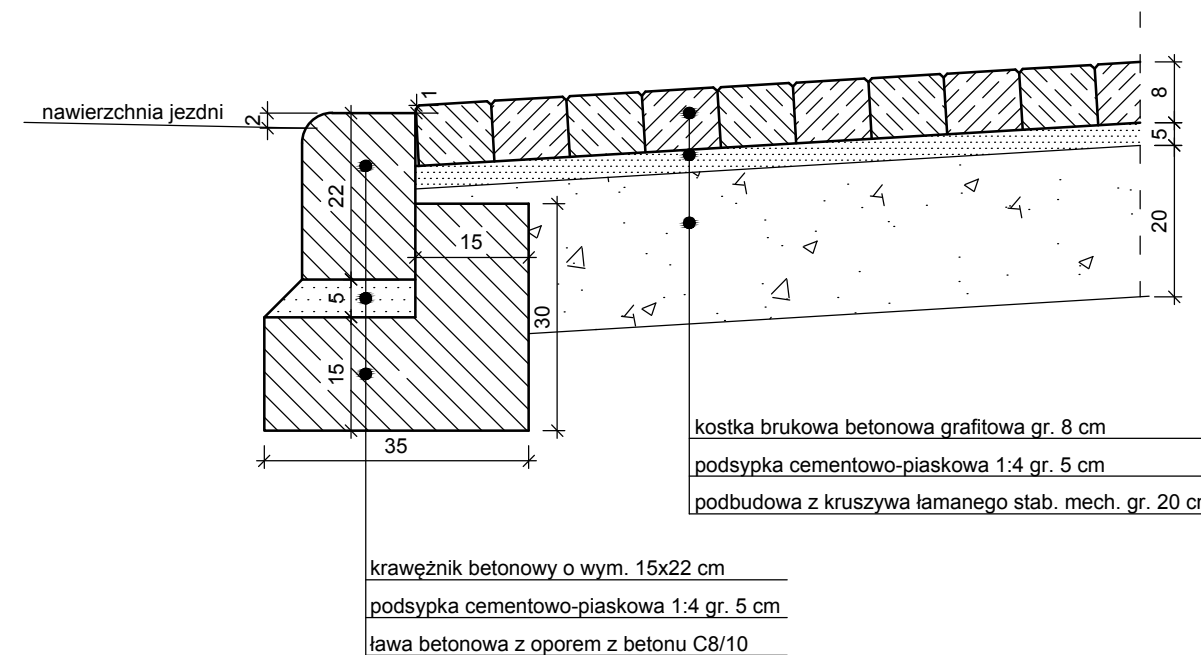 nawierzchnia jezdni
2
1
8
5
20
22
15
5
30
15
35
kostka brukowa betonowa grafitowa gr. 8 cm
podsypka cementowo-piaskowa 1:4 gr. 5 cm
podbudowa z kruszywa łamanego stab. mech. gr. 20 cm
krawężnik betonowy o wym. 15x22 cm
podsypka cementowo-piaskowa 1:4 gr. 5 cm
ława betonowa z oporem z betonu C8/10